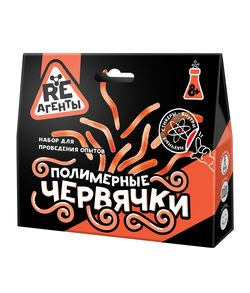 RE
АГЕНТЫ
8+
НАБОР ДЛЯ
ПРОВЕДЕНИЯ ОПЫТОВ
ПОЛИМЕРНЫЕ
ЧЕРВЯЧКИ